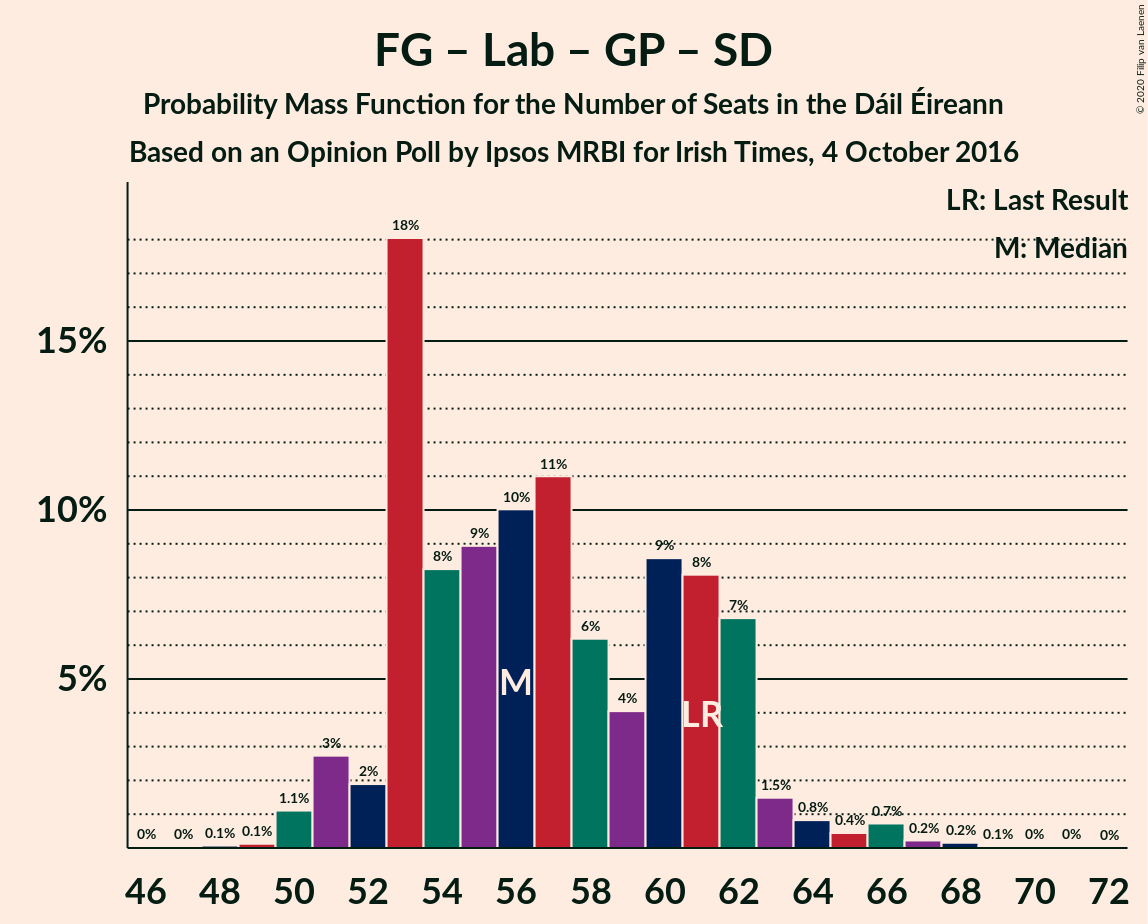 FG – Lab – GP – SD
Probability Mass Function for the Number of Seats in the Dáil Éireann
Based on an Opinion Poll by Ipsos MRBI for Irish Times, 4 October 2016
© 2020 Filip van Laenen
LR: Last Result
M: Median
15%
10%
5%
0% 0% 0.1% 0.1% 1.1% 3% 2% 18% 8% 9% 10% 11% 6% 4% 9% 8% 7% 1.5% 0.8% 0.4% 0.7% 0.2% 0.2% 0.1% 0% 0% 0%
M
LR
46 48 50 52 54 56 58 60 62 64 66 68 70 72